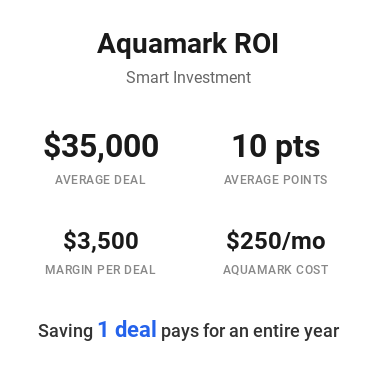 Aquamark ROI
Smart Investment
$35,000
AVERAGE DEAL
10 pts
AVERAGE POINTS
$3,500
MARGIN PER DEAL
$250/mo
AQUAMARK COST
Saving 1 deal pays for an entire year